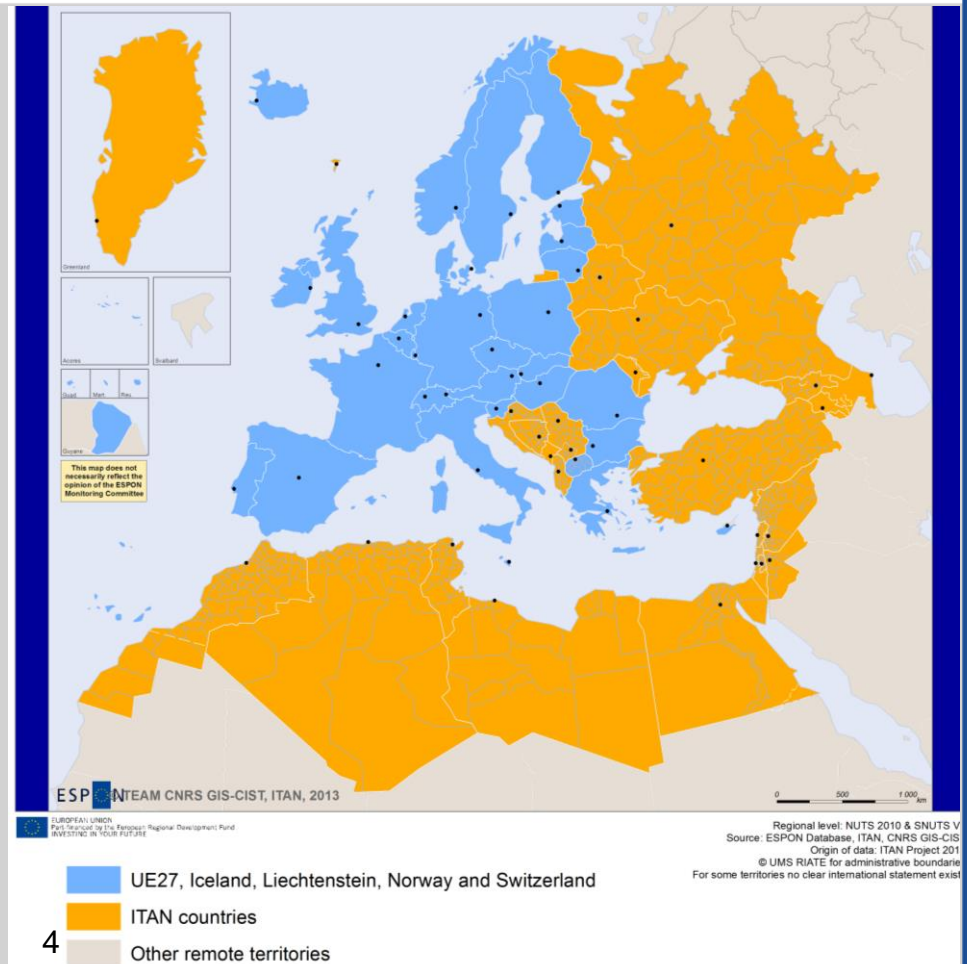 Greenland
Acores
Svalbard
Guad
Mart
Reu
Guyane
This map does not
necessarily reflect the
opinion of the ESPON
Monitoring Committee
ESPON TEAM CNRS GIS-CIST, ITAN, 2013
0 500 1 000
km
EUROPEAN UNION
Part-financed by the European Regional Development Fund
INVESTING IN YOUR FUTURE
Regional level: NUTS 2010 & SNUTS V
Source: ESPON Database, ITAN, CNRS GIS-CIS
Origin of data: ITAN Project 201
© UMS RIATE for administrative boundarie
For some territories no clear international statement exist
UE27, Iceland, Liechtenstein, Norway and Switzerland
ITAN countries
4
Other remote territories